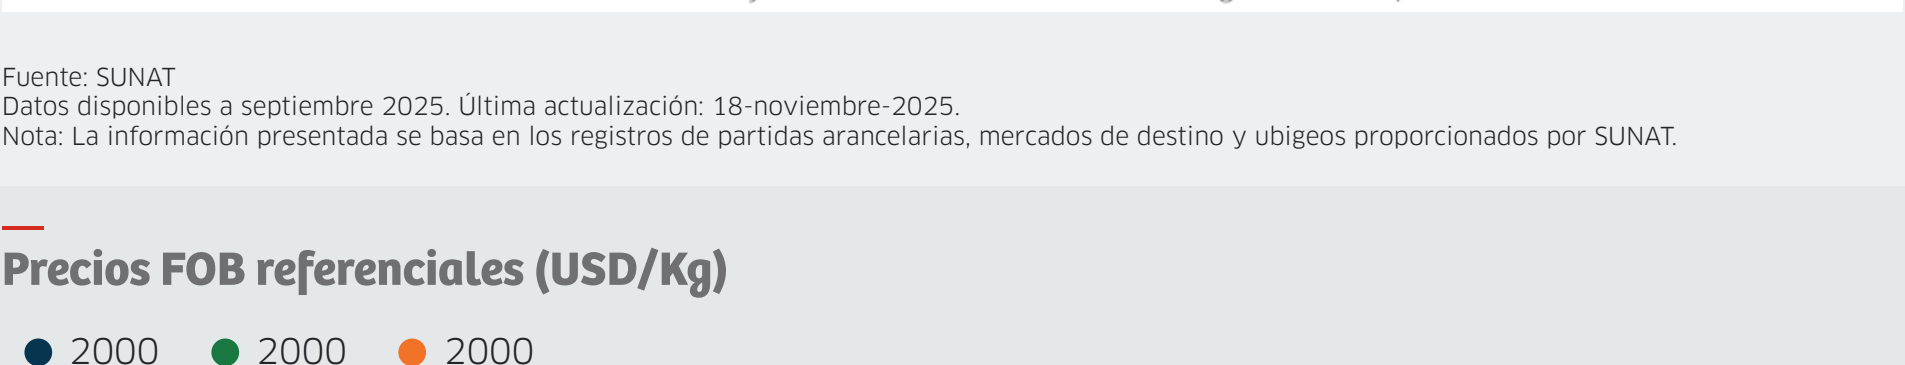 Fuente: SUNAT
Datos disponibles a septiembre 2025. Última actualización: 18-noviembre-2025.
Nota: La información presentada se basa en los registros de partidas arancelarias, mercados de destino y ubigeos proporcionados por SUNAT.
Precios FOB referenciales (USD/Kg)
2000 2000 2000